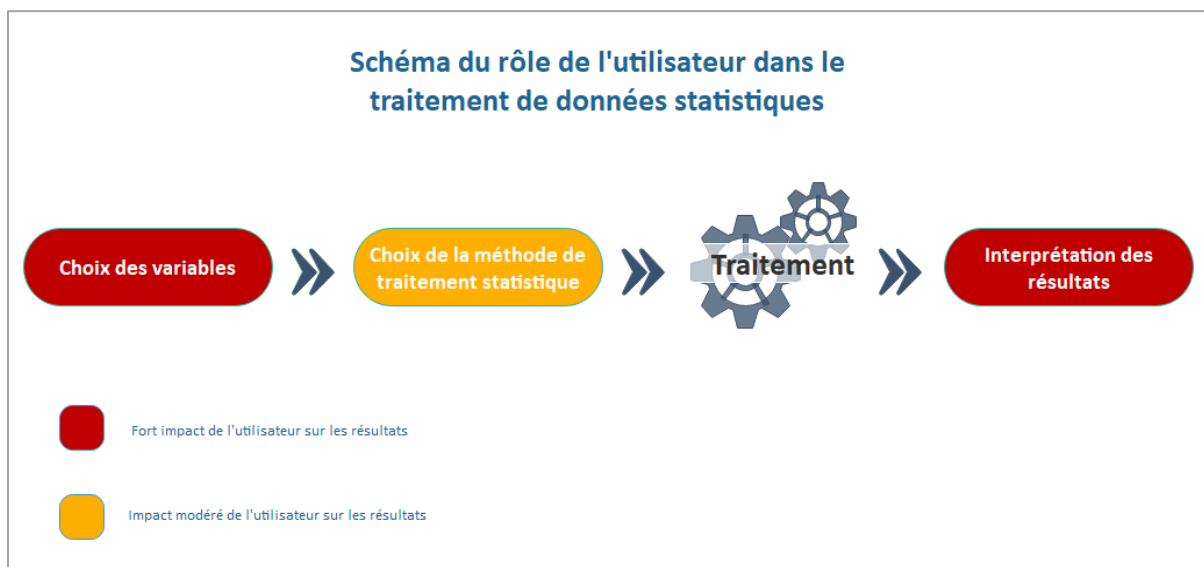 Schéma du rôle de l'utilisateur dans le
traitement de données statistiques
Choix des variables
Choix de la méthode de
traitement statistique
Traitement
Interprétation des
résultats
Fort impact de l'utilisateur sur les résultats
Impact modéré de l'utilisateur sur les résultats